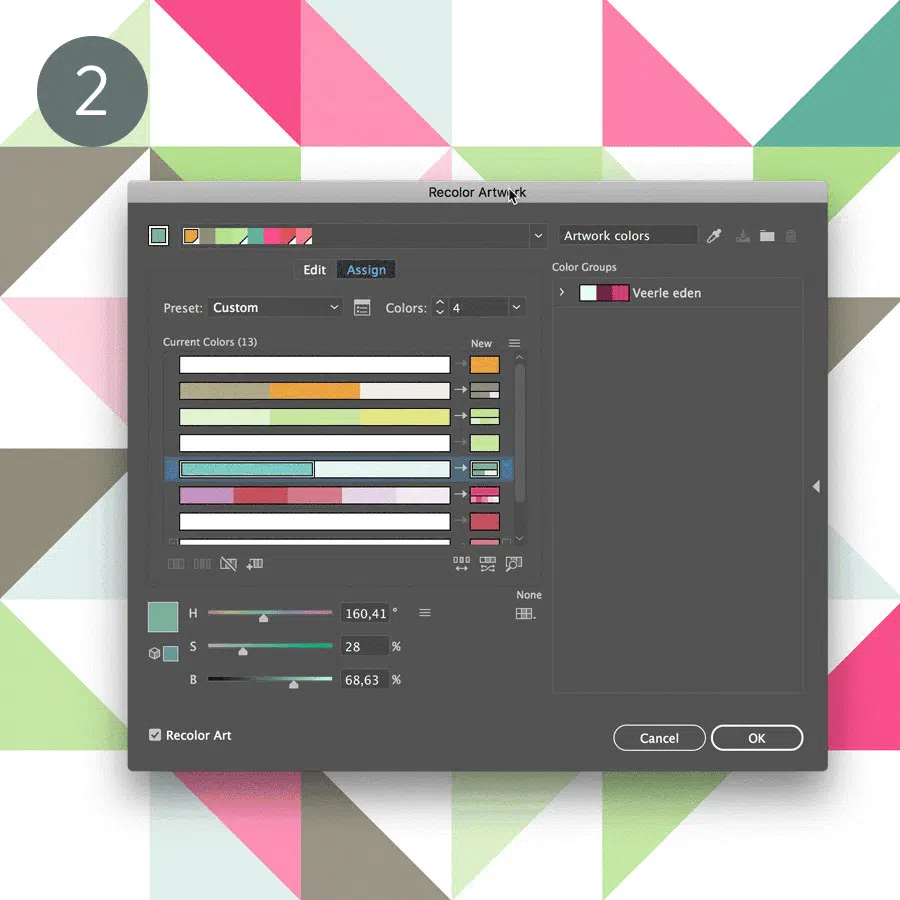 2
Recolor Artwork
Artwork colors
Edit Assign
Color Groups
Veerle eden
Preset: Custom Colors: 4
Current Colors (13) New
None
H 160,41 °
S 28 %
B 68,63 %
Recolor Art
Cancel OK